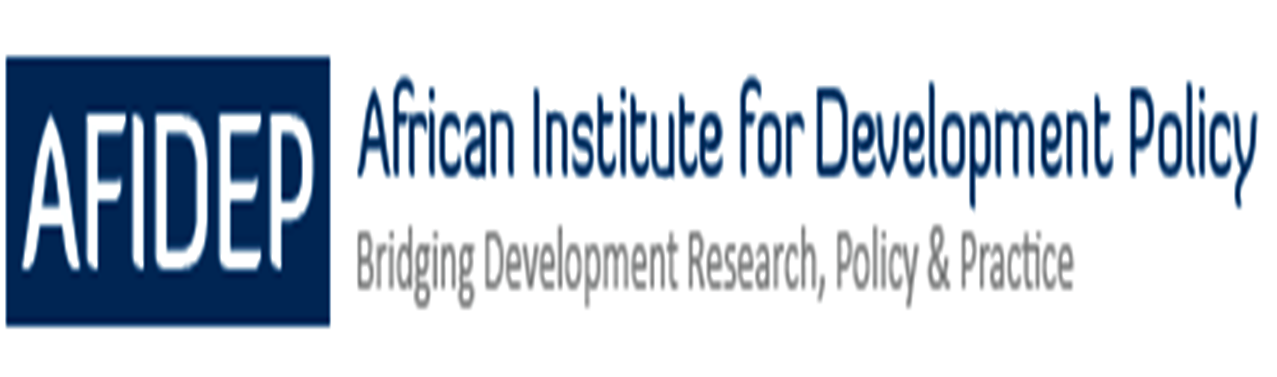 AFIDEP
African Institute for Development Policy
Bridging Development Research, Policy & Practice